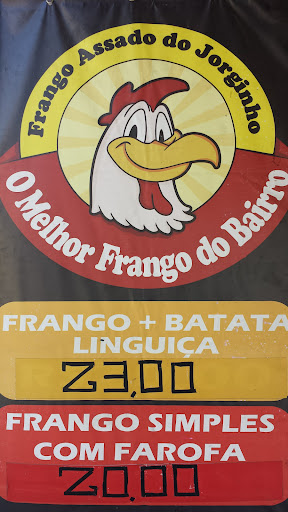 Frango Assado do Jorginho
O Melhor Frango do Bairro
FRANGO + BATATA
LINGUIÇA
23,00
FRANGO SIMPLES
COM FAROFA
20,00